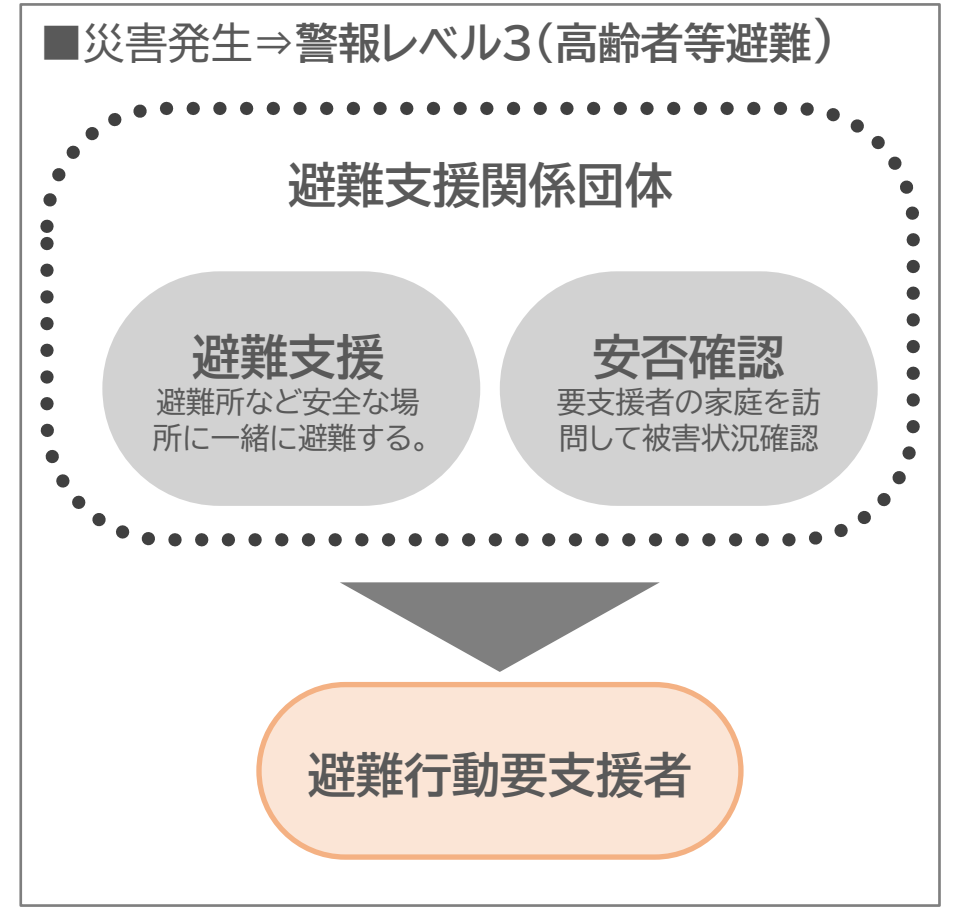 ■災害発生⇒警報レベル3(高齢者等避難)
避難支援関係団体
避難支援
避難所など安全な場
所に一緒に避難する。
安否確認
要支援者の家庭を訪
問して被害状況確認
避難行動要支援者